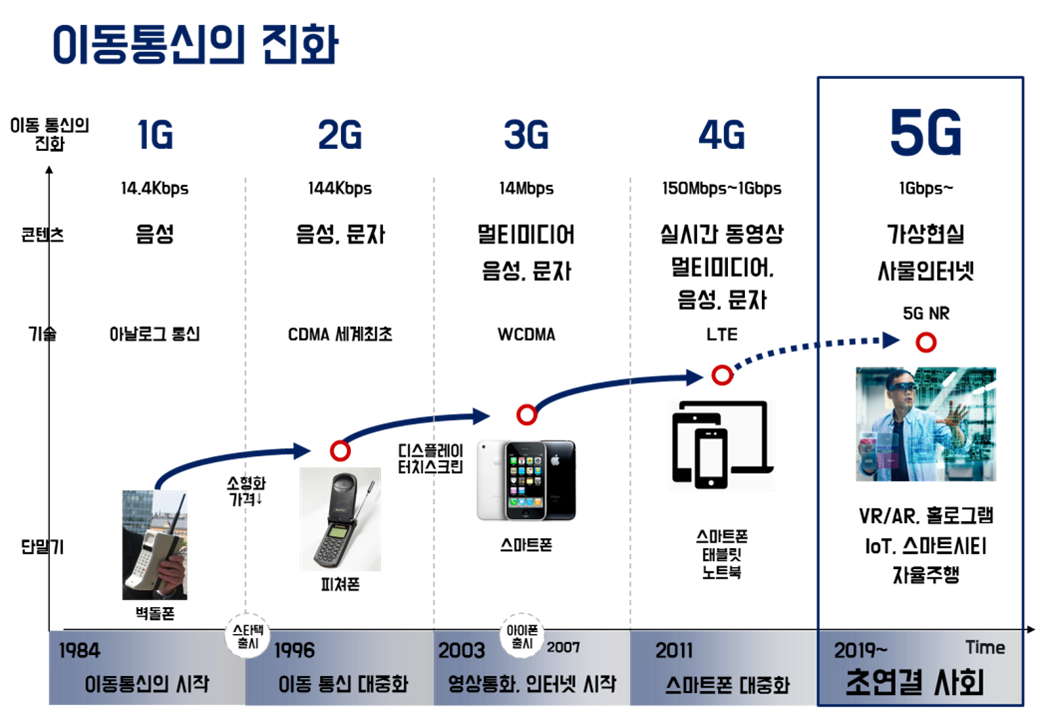 이동통신의 진화
이동 통신의
진화
1G
2G
3G
4G
5G
14.4Kbps
144Kbps
14Mbps
150Mbps~1Gbps
1Gbps~
콘텐츠
음성
음성, 문자
멀티미디어
음성, 문자
실시간 동영상
멀티미디어,
음성, 문자
가상현실
사물인터넷
기술
아날로그 통신
CDMA 세계최초
WCDMA
LTE
5G NR
소형화
가격↓
디스플레이
터치스크린
단말기
벽돌폰
피쳐폰
스마트폰
스마트폰
태블릿
노트북
VR/AR, 홀로그램
IoT, 스마트시티
자율주행
스타택
출시
아이폰
출시
1984
1996
2003
2007
2011
2019~
Time
이동통신의 시작
이동 통신 대중화
영상통화, 인터넷 시작
스마트폰 대중화
초연결 사회